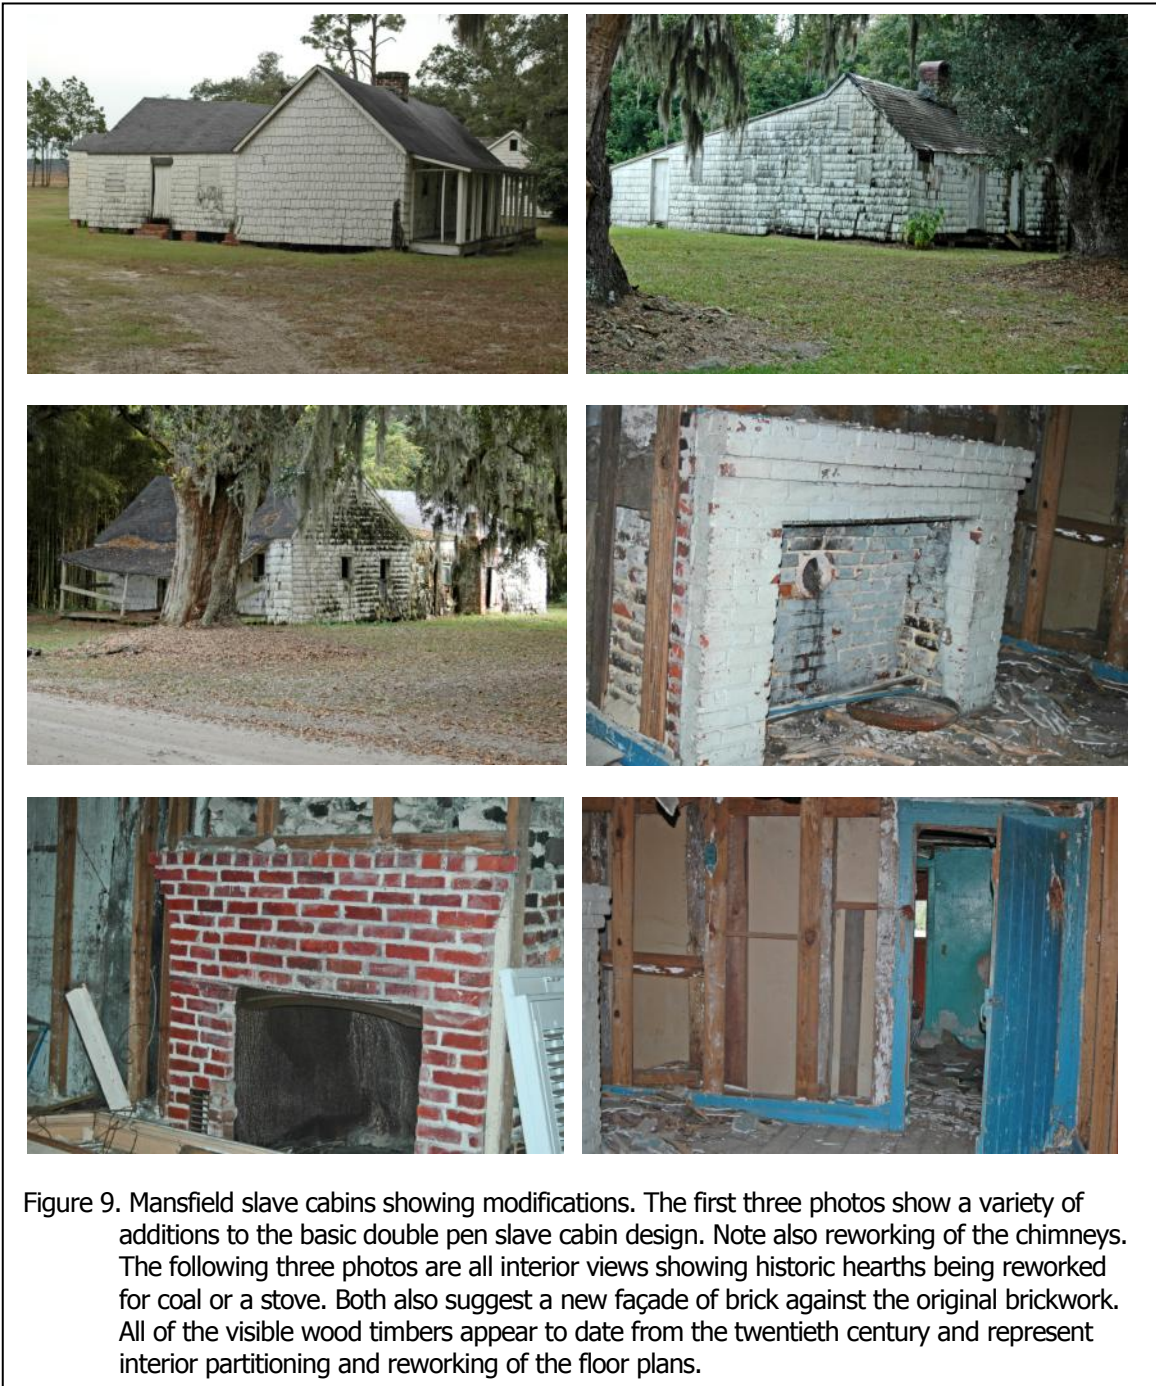 Figure 9. Mansfield slave cabins showing modifications. The first three photos show a variety of
additions to the basic double pen slave cabin design. Note also reworking of the chimneys.
The following three photos are all interior views showing historic hearths being reworked
for coal or a stove. Both also suggest a new façade of brick against the original brickwork.
All of the visible wood timbers appear to date from the twentieth century and represent
interior partitioning and reworking of the floor plans.